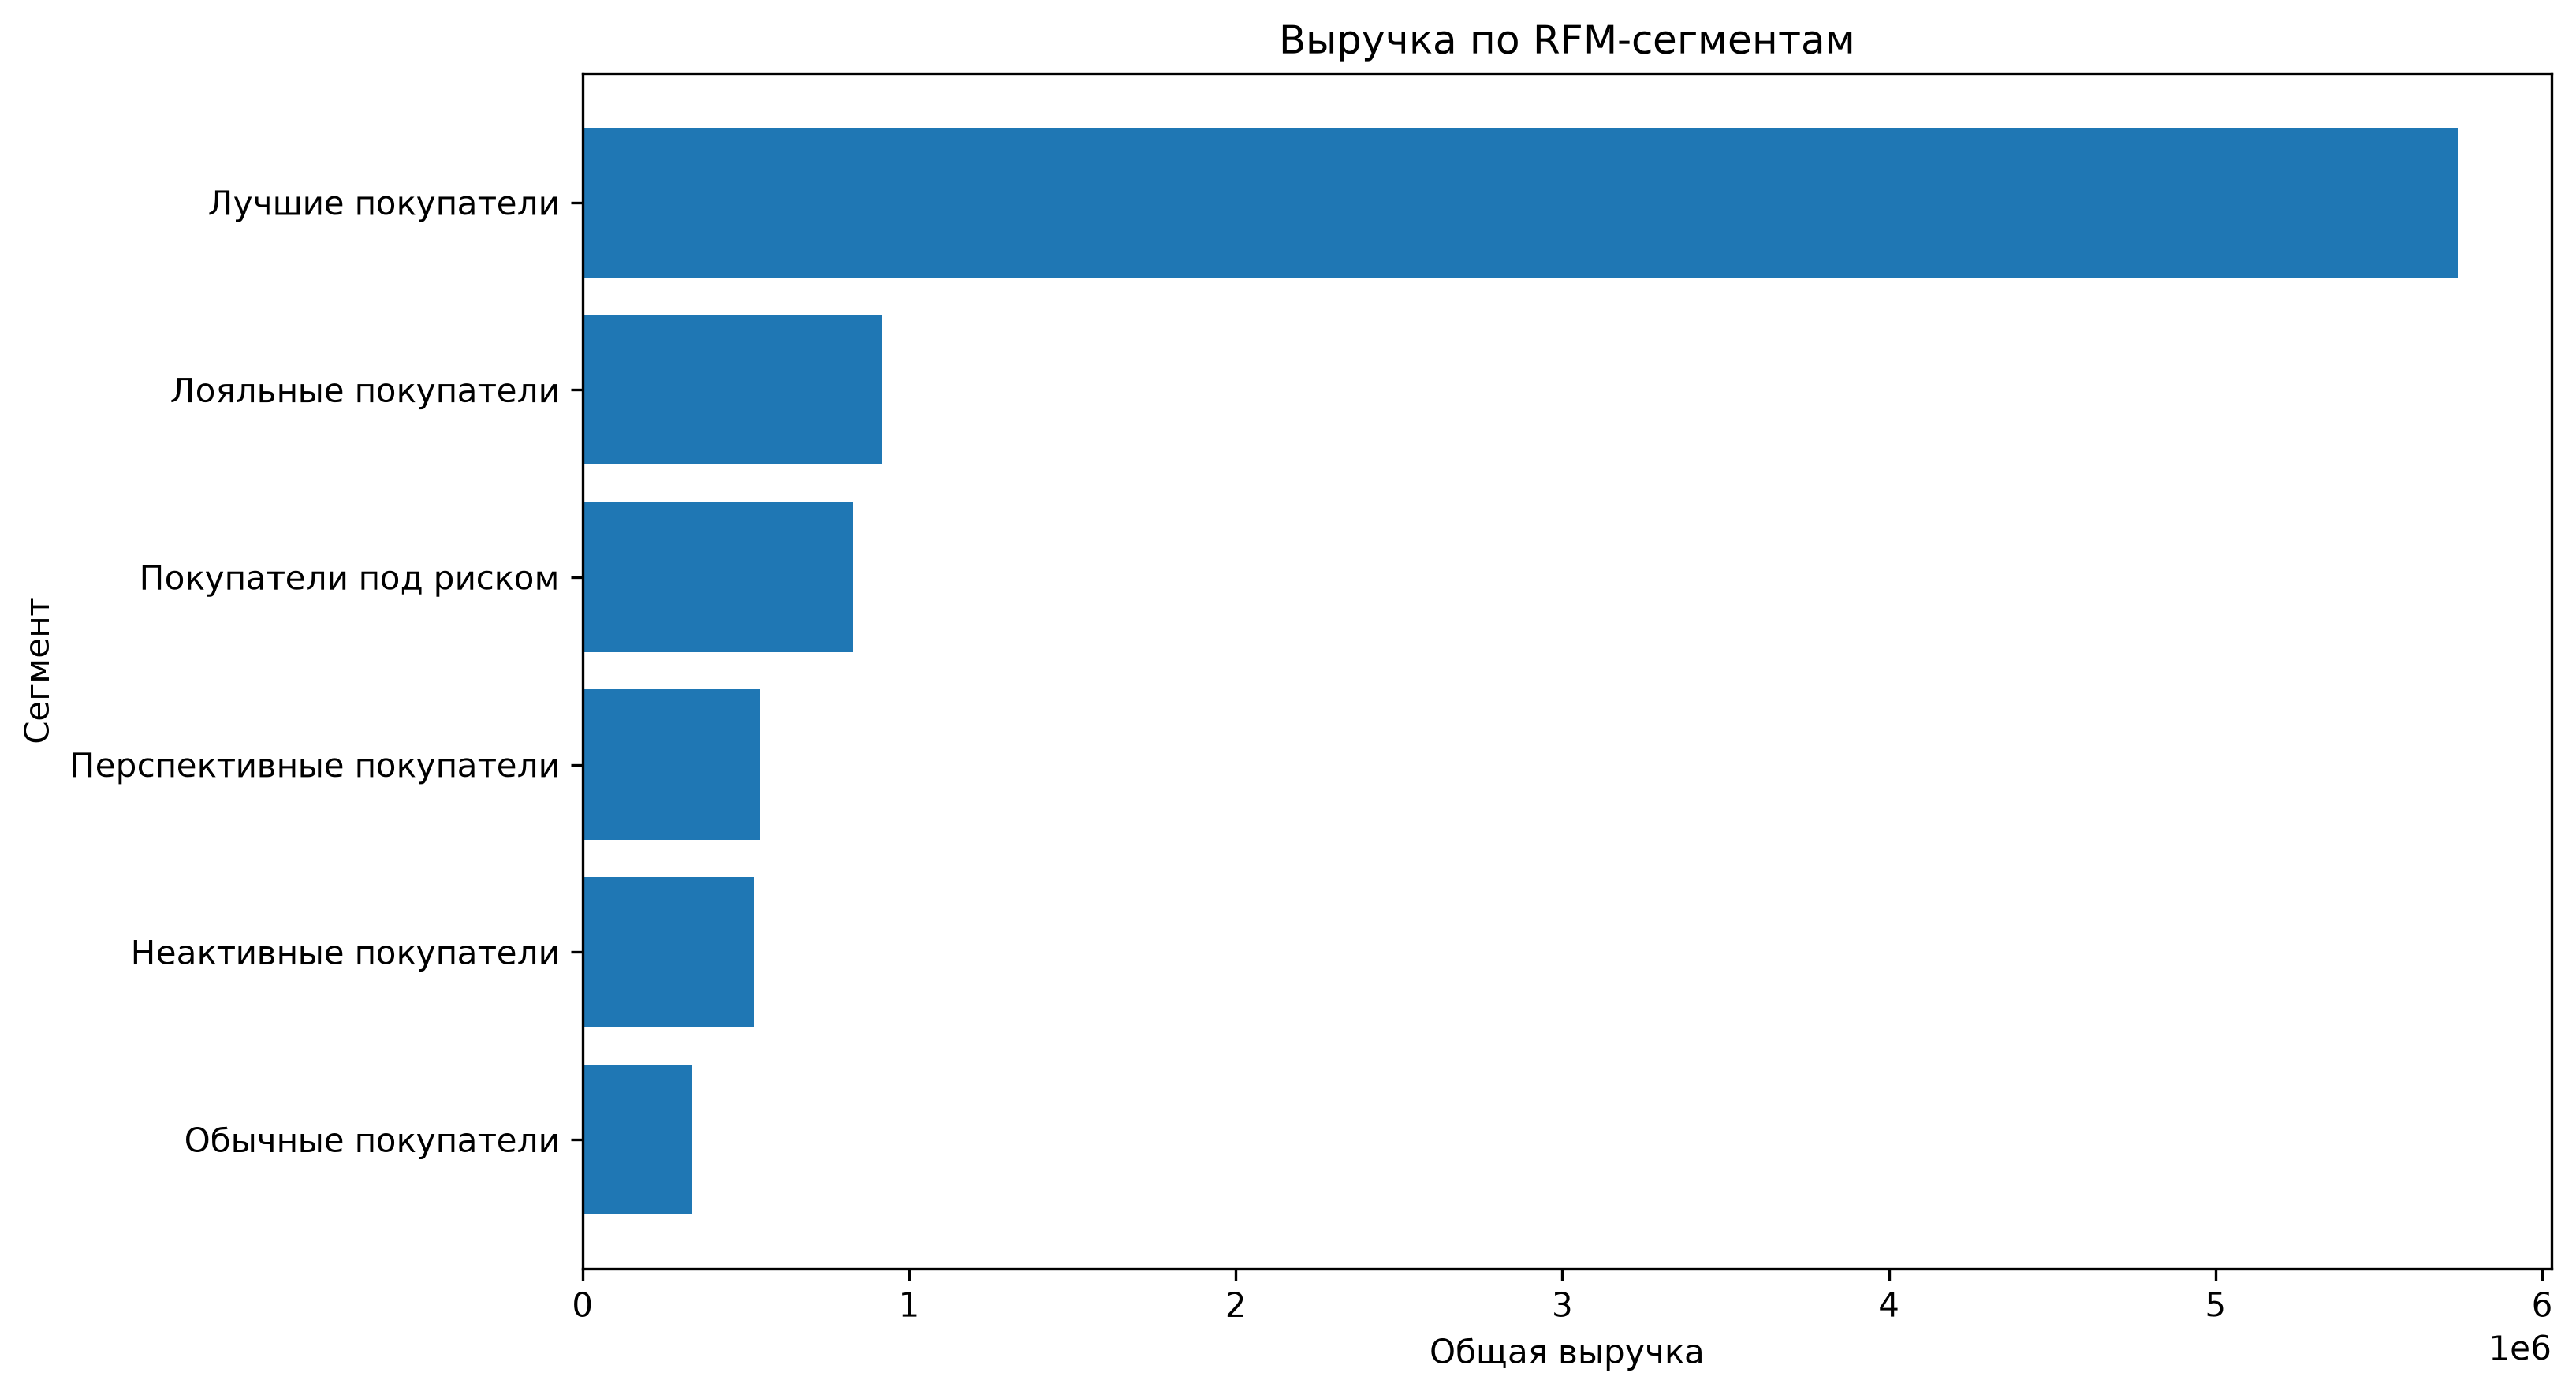 Выручка по RFM-сегментам
Сегмент
Лучшие покупатели
Лояльные покупатели
Покупатели под риском
Перспективные покупатели
Неактивные покупатели
Обычные покупатели
0 1 2 3 4 5 6
1e6
Общая выручка